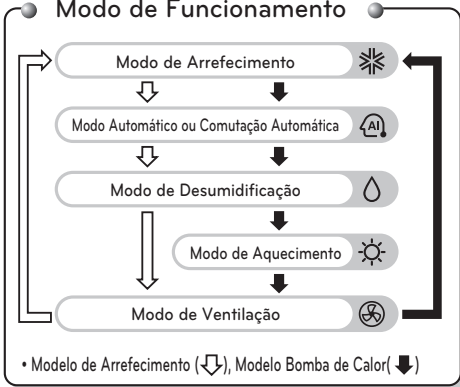 Modo de Funcionamento
Modo de Arrefecimento
Modo Automático ou Comutação Automática
AI
Modo de Desumidificação
Modo de Aquecimento
Modo de Ventilação
• Modelo de Arrefecimento (⇩), Modelo Bomba de Calor(🡇)